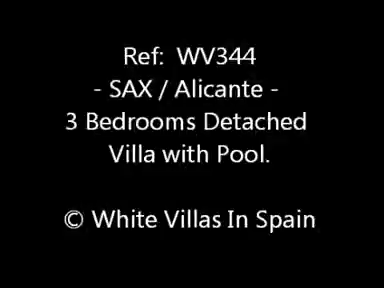 Ref:  WV344
- SAX / Alicante -
3 Bedrooms Detached
Villa with Pool.
© White Villas In Spain